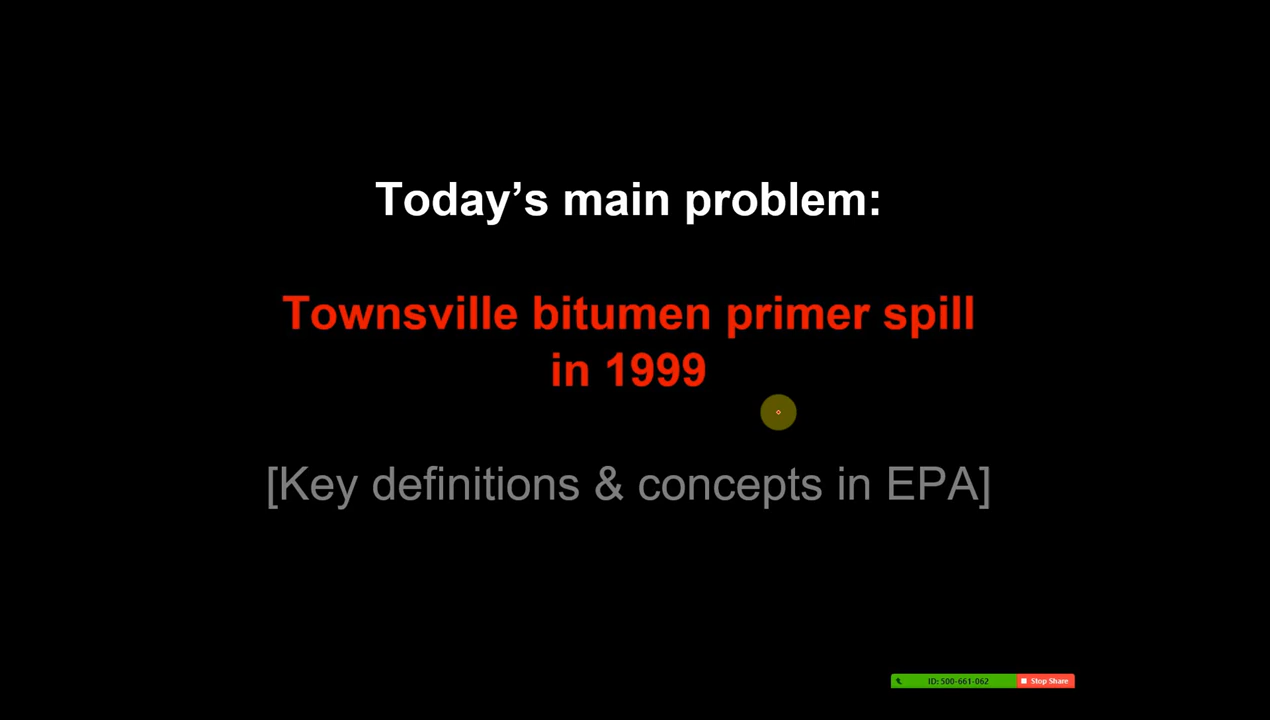 Today’s main problem:
Townsville bitumen primer spill
in 1999
[Key definitions & concepts in EPA]
ID: 500-661-062 Stop Share